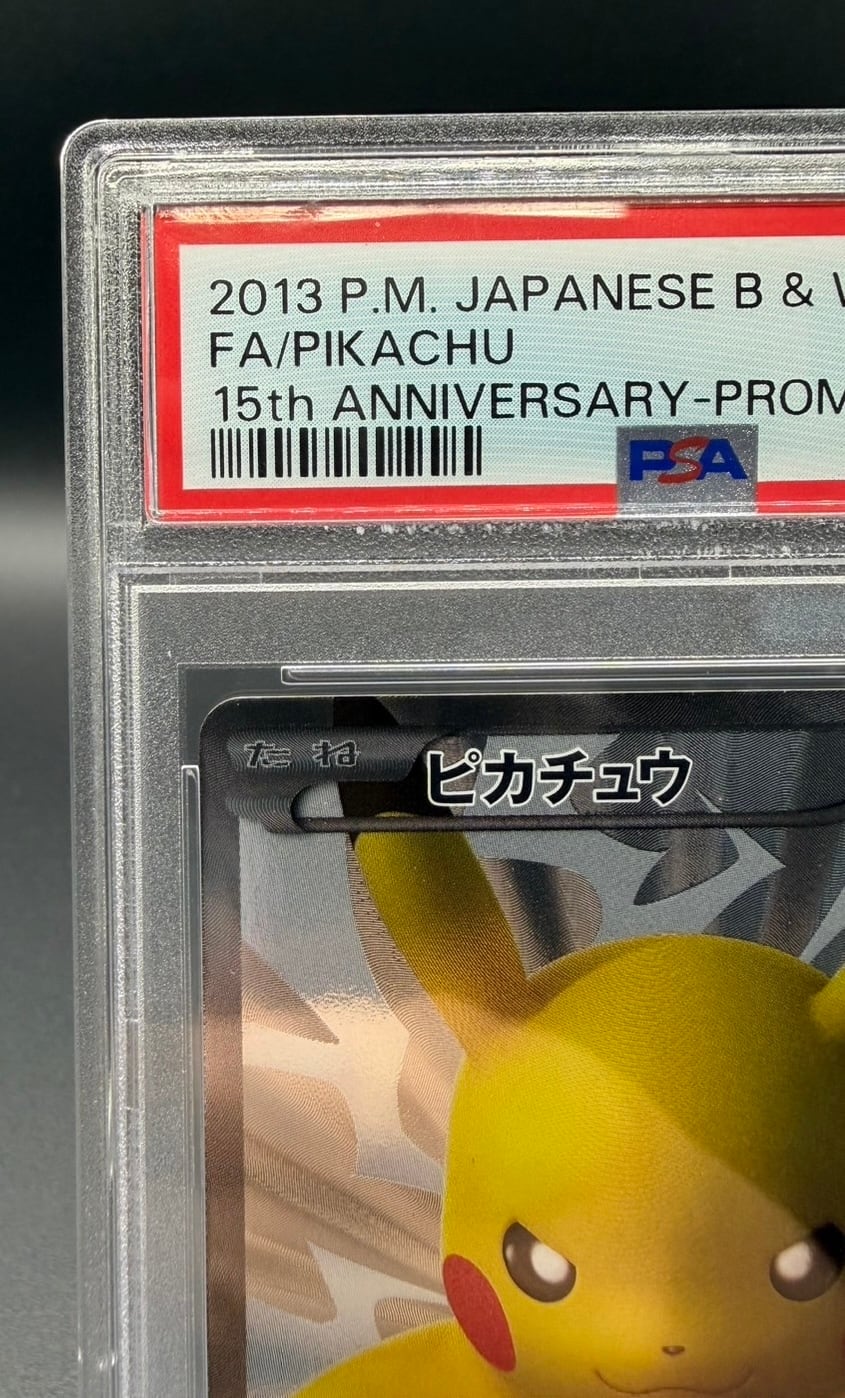 2013 P.M. JAPANESE B &
FA/PIKACHU
15th ANNIVERSARY-PROM
PSA
たね
ピカチュウ